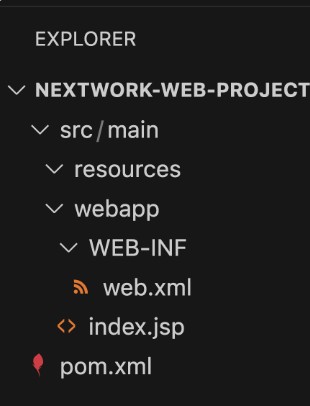 EXPLORER
NEXTWORK-WEB-PROJECT
src/main
resources
webapp
WEB-INF
web.xml
index.jsp
pom.xml